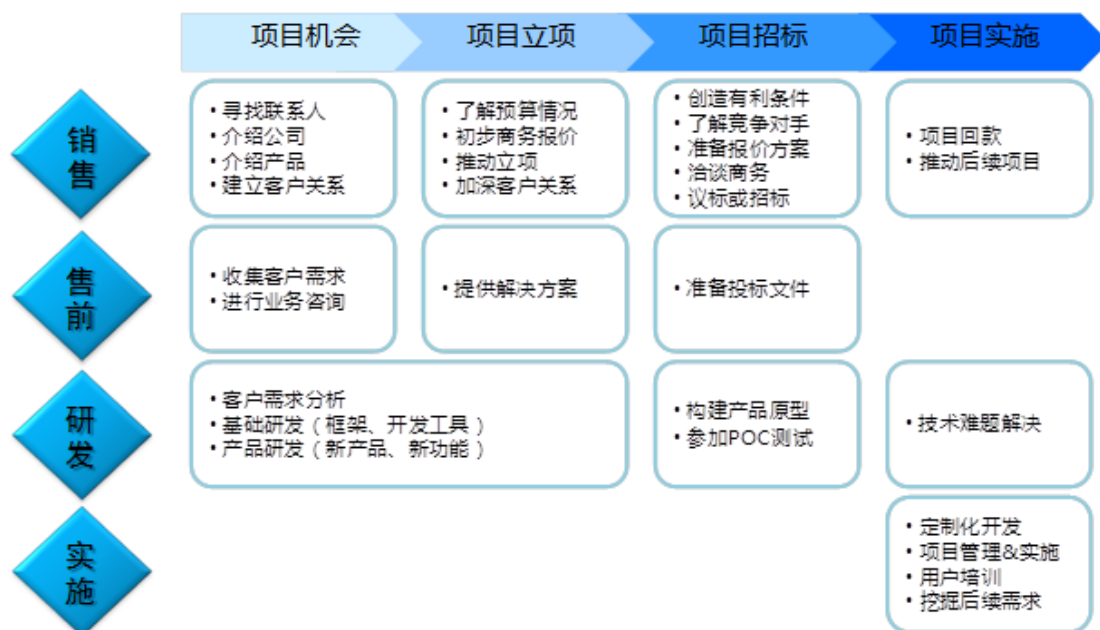 项目机会
项目立项
项目招标
项目实施
销
售
• 寻找联系人
• 介绍公司
• 介绍产品
• 建立客户关系
• 了解预算情况
• 初步商务报价
• 推动立项
• 加深客户关系
• 创造有利条件
• 了解竞争对手
• 准备报价方案
• 洽谈商务
• 议标或招标
• 项目回款
• 推动后续项目
售
前
• 收集客户需求
• 进行业务咨询
• 提供解决方案
• 准备投标文件
研
发
• 客户需求分析
• 基础研发（框架、开发工具）
• 产品研发（新产品、新功能）
• 构建产品原型
• 参加POC测试
• 技术难题解决
实
施
• 定制化开发
• 项目管理&实施
• 用户培训
• 挖掘后续需求